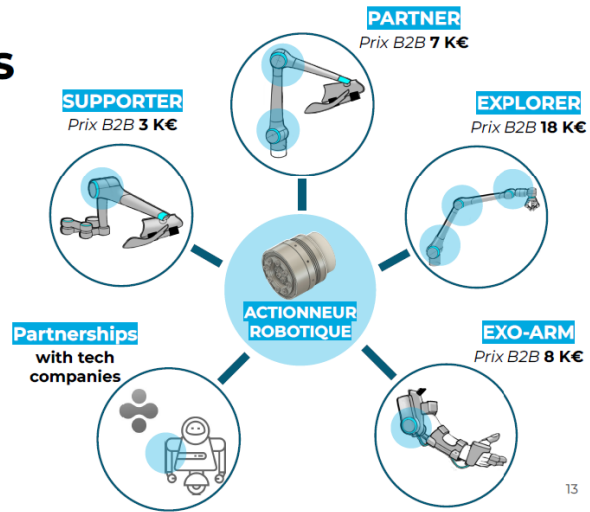 s
PARTNER
Prix B2B 7 K€
SUPPORTER
Prix B2B 3 K€
EXPLORER
Prix B2B 18 K€
ACTIONNEUR
ROBOTIQUE
Partnerships
with tech
companies
EXO-ARM
Prix B2B 8 K€
13